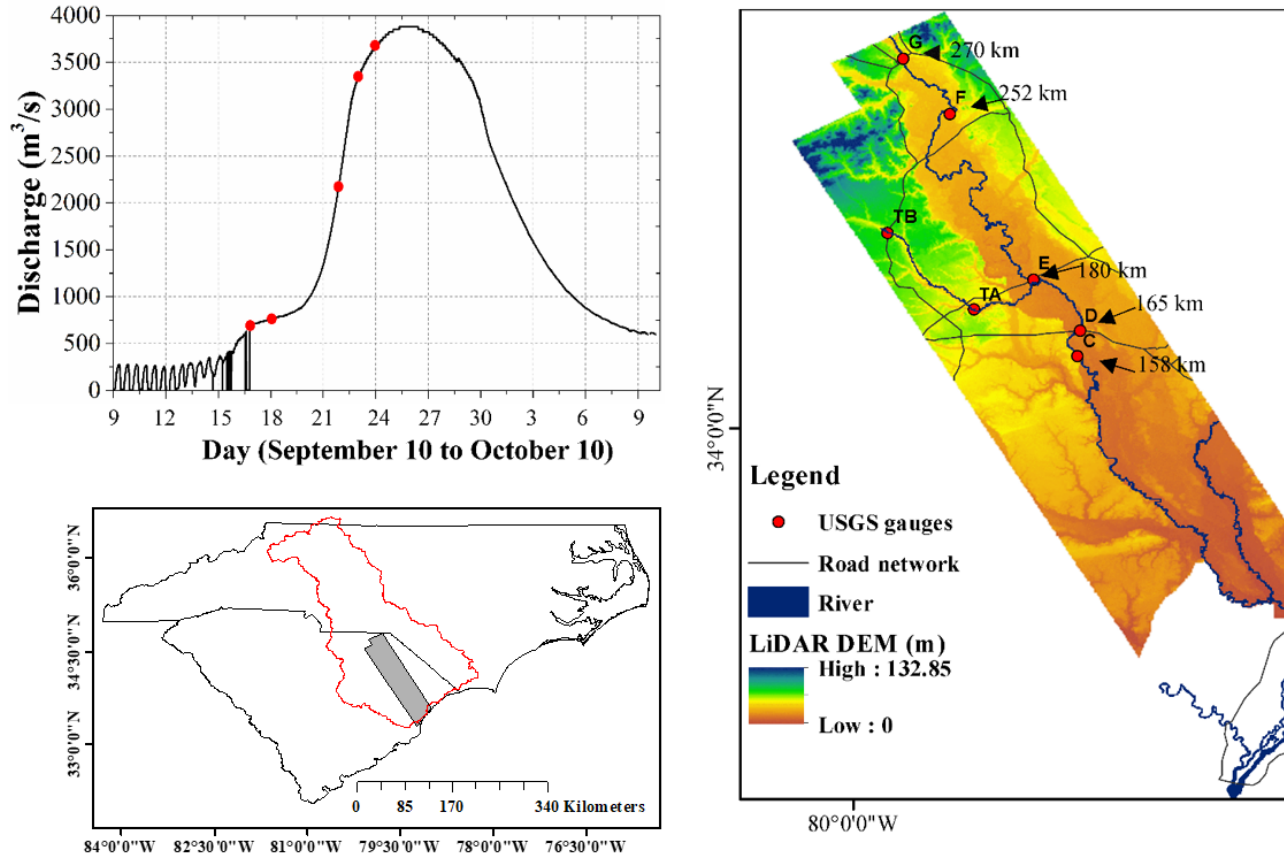 4000
3500
3000
2500
2000
1500
1000
500
0
Discharge (m³/s)
9 12 15 18 21 24 27 30 3 6 9
Day (September 10 to October 10)
36°0'0"N
34°30'0"N
33°0'0"N
0 85 170 340 Kilometers
84°0'0"W 82°30'0"W 81°0'0"W 79°30'0"W 78°0'0"W 76°30'0"W
G
270 km
F
252 km
TB
E
180 km
TA
D
165 km
C
158 km
34°0'0"N
Legend
USGS gauges
Road network
River
LiDAR DEM (m)
High : 132.85
Low : 0
80°0'0"W